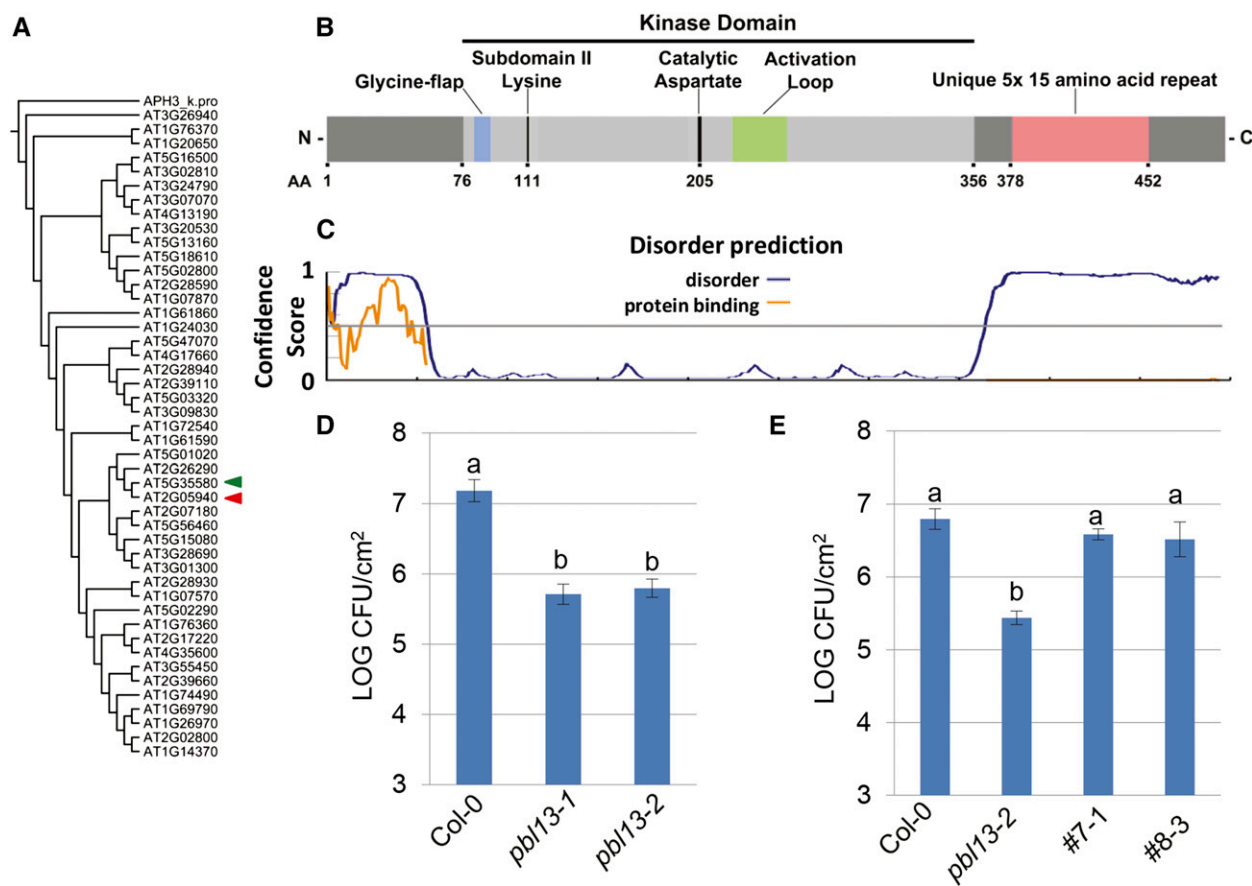 A
APH3_k.pro
AT3G26940
AT1G76370
AT1G20650
AT5G16500
AT3G02810
AT3G24790
AT3G07070
AT4G13190
AT3G20530
AT5G13160
AT5G18610
AT5G02800
AT2G28590
AT1G07870
AT1G61860
AT1G24030
AT5G47070
AT4G17660
AT2G28940
AT2G39110
AT5G03320
AT3G09830
AT1G72540
AT1G61590
AT5G01020
AT2G26290
AT5G35580
AT2G05940
AT2G07180
AT5G56460
AT5G15080
AT3G28690
AT3G01300
AT2G28930
AT1G07570
AT5G02290
AT1G76360
AT2G17220
AT4G35600
AT3G55450
AT2G39660
AT1G74490
AT1G69790
AT1G26970
AT2G02800
AT1G14370
B
Kinase Domain
Glycine-flap
Subdomain II
Lysine
Catalytic
Aspartate
Activation
Loop
Unique 5x 15 amino acid repeat
N -
- C
AA
1 76 111 205 356 378 452
C
Disorder prediction
disorder
protein binding
Confidence
Score
1
0
D
LOG CFU/cm²
8
7
6
5
4
3
a
b
b
Col-0
pbl13-1
pbl13-2
E
LOG CFU/cm²
8
7
6
5
4
3
a
b
a
a
Col-0
pbl13-2
#7-1
#8-3